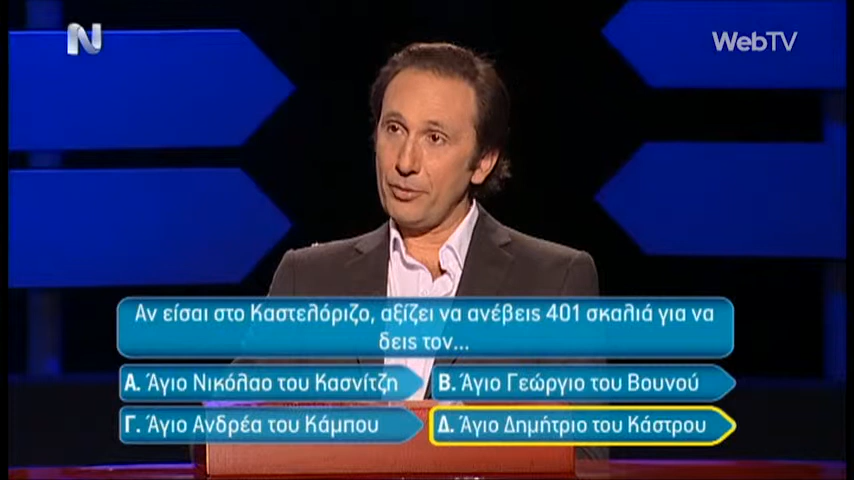 N
WebTV
Αν είσαι στο Καστελόριζο, αξίζει να ανέβεις 401 σκαλιά για να
δεις τον...
Α. Άγιο Νικόλαο του Κασνίτζη
Β. Άγιο Γεώργιο του Βουνού
Γ. Άγιο Ανδρέα του Κάμπου
Δ. Άγιο Δημήτριο του Κάστρου